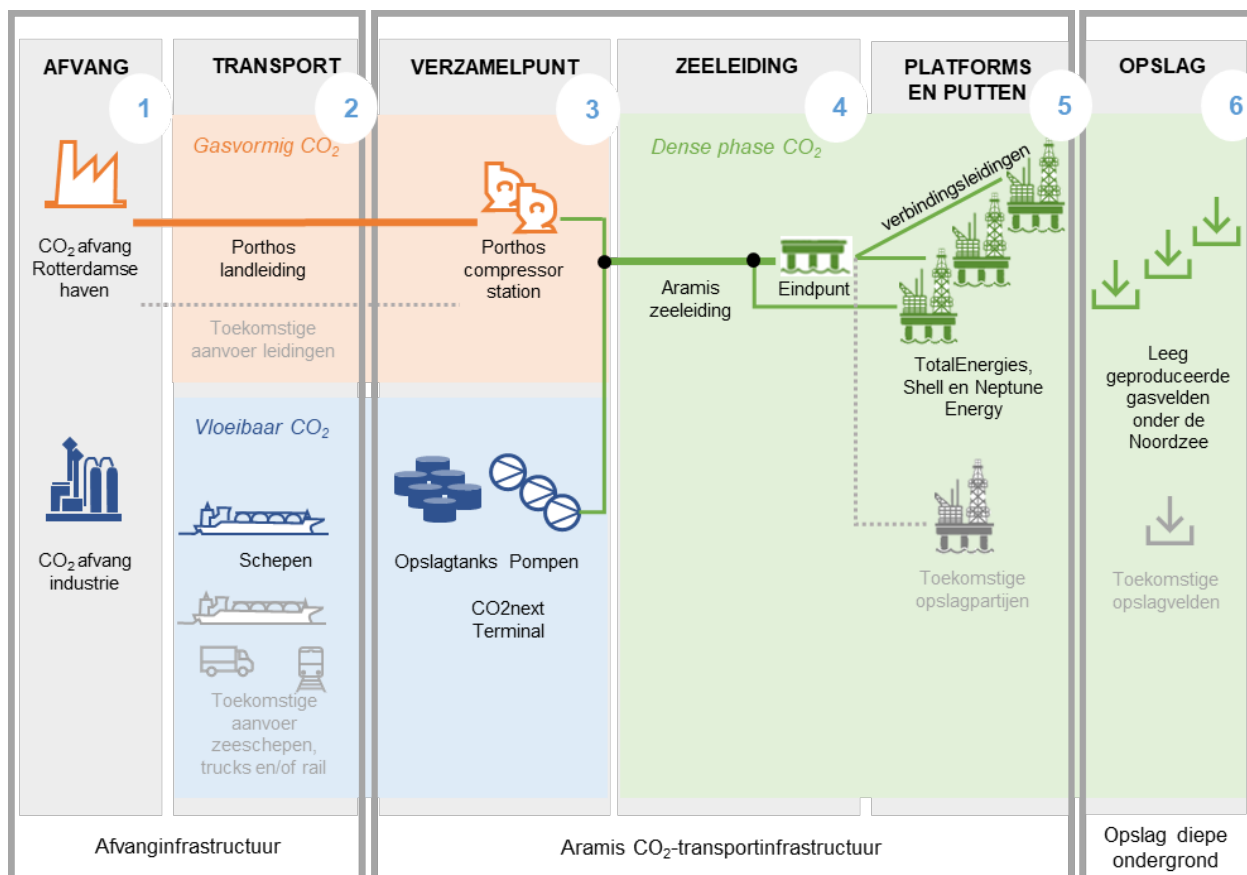 AFVANG
TRANSPORT
VERZAMELPUNT
ZEELEIDING
PLATFORMS
EN PUTTEN
OPSLAG
1
2
3
4
5
6
Gasvormig CO₂
Dense phase CO₂
verbindingsleidingen
CO₂ afvang
Rotterdamse
haven
Porthos
landleiding
Porthos
compressor
station
Aramis
zeeleiding
Eindpunt
Toekomstige
aanvoer leidingen
TotalEnergies,
Shell en Neptune
Energy
Leeg
geproduceerde
gasvelden
onder de
Noordzee
Vloeibaar CO₂
CO₂ afvang
industrie
Schepen
Opslagtanks
Pompen
CO2next
Terminal
Toekomstige
opslagpartijen
Toekomstige
opslagvelden
Toekomstige
aanvoer
zeeschepen,
trucks en/of rail
Afvanginfrastructuur
Aramis CO₂-transportinfrastructuur
Opslag diepe
ondergrond